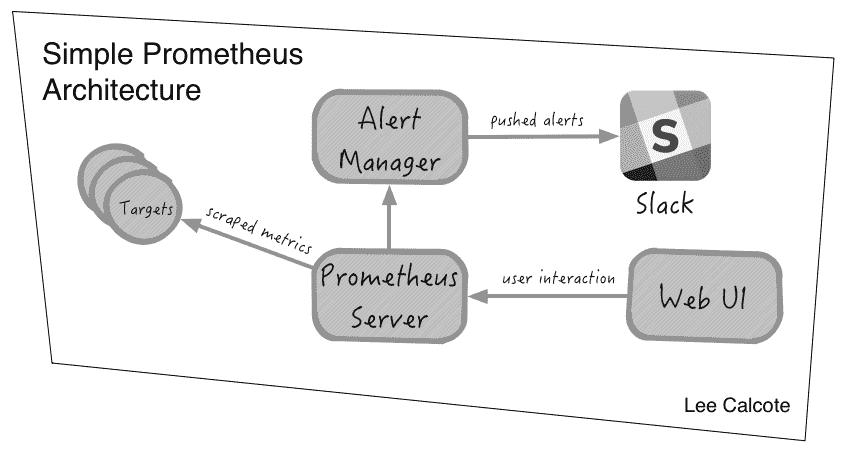 Simple Prometheus
Architecture
Alert
Manager
pushed alerts
S
Slack
Targets
scraped metrics
Prometheus
Server
user interaction
Web UI
Lee Calcote